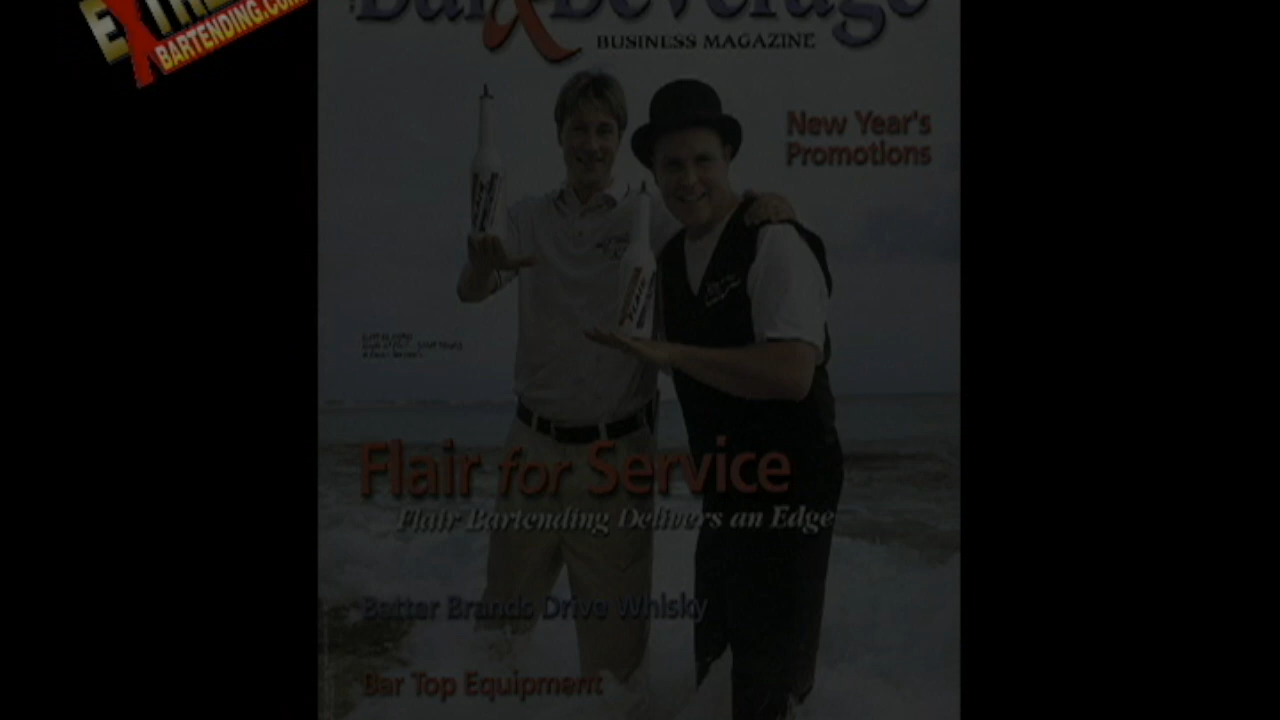 EXTRE
BARTENDING.COM
Bar & Beverage
BUSINESS MAGAZINE
New Year's
Promotions
Flair for Service
Flair Bartending Delivers an Edge
Better Brands Drive Whisky
Bar Top Equipment